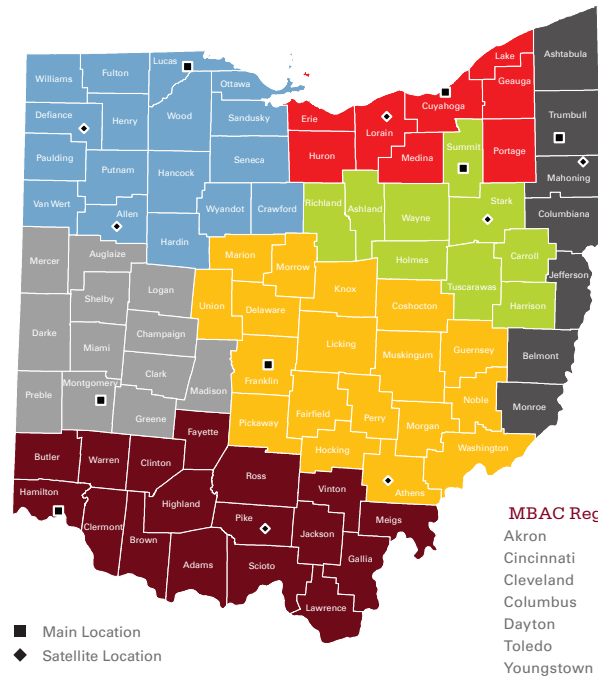 Ashtabula
Lake
Geauga
Lucas
Fulton
Williams
Ottawa
Cuyahoga
Defiance
Henry
Wood
Sandusky
Erie
Lorain
Trumbull
Summit
Portage
Medina
Huron
Paulding
Putnam
Hancock
Seneca
Mahoning
Van Wert
Allen
Wyandot
Crawford
Richland
Ashland
Wayne
Stark
Columbiana
Hardin
Mercer
Auglaize
Marion
Morrow
Holmes
Carroll
Tuscarawas
Jefferson
Harrison
Shelby
Logan
Union
Delaware
Knox
Coshocton
Darke
Miami
Champaign
Licking
Muskingum
Guernsey
Belmont
Clark
Madison
Franklin
Preble
Montgomery
Greene
Fairfield
Perry
Noble
Monroe
Pickaway
Morgan
Fayette
Hocking
Washington
Butler
Warren
Clinton
Ross
Vinton
Athens
Hamilton
Highland
Pike
Jackson
Meigs
Clermont
Brown
Adams
Scioto
Gallia
Lawrence
MBAC Reg
Akron
Cincinnati
Cleveland
Columbus
Dayton
Toledo
Youngstown
Main Location
Satellite Location